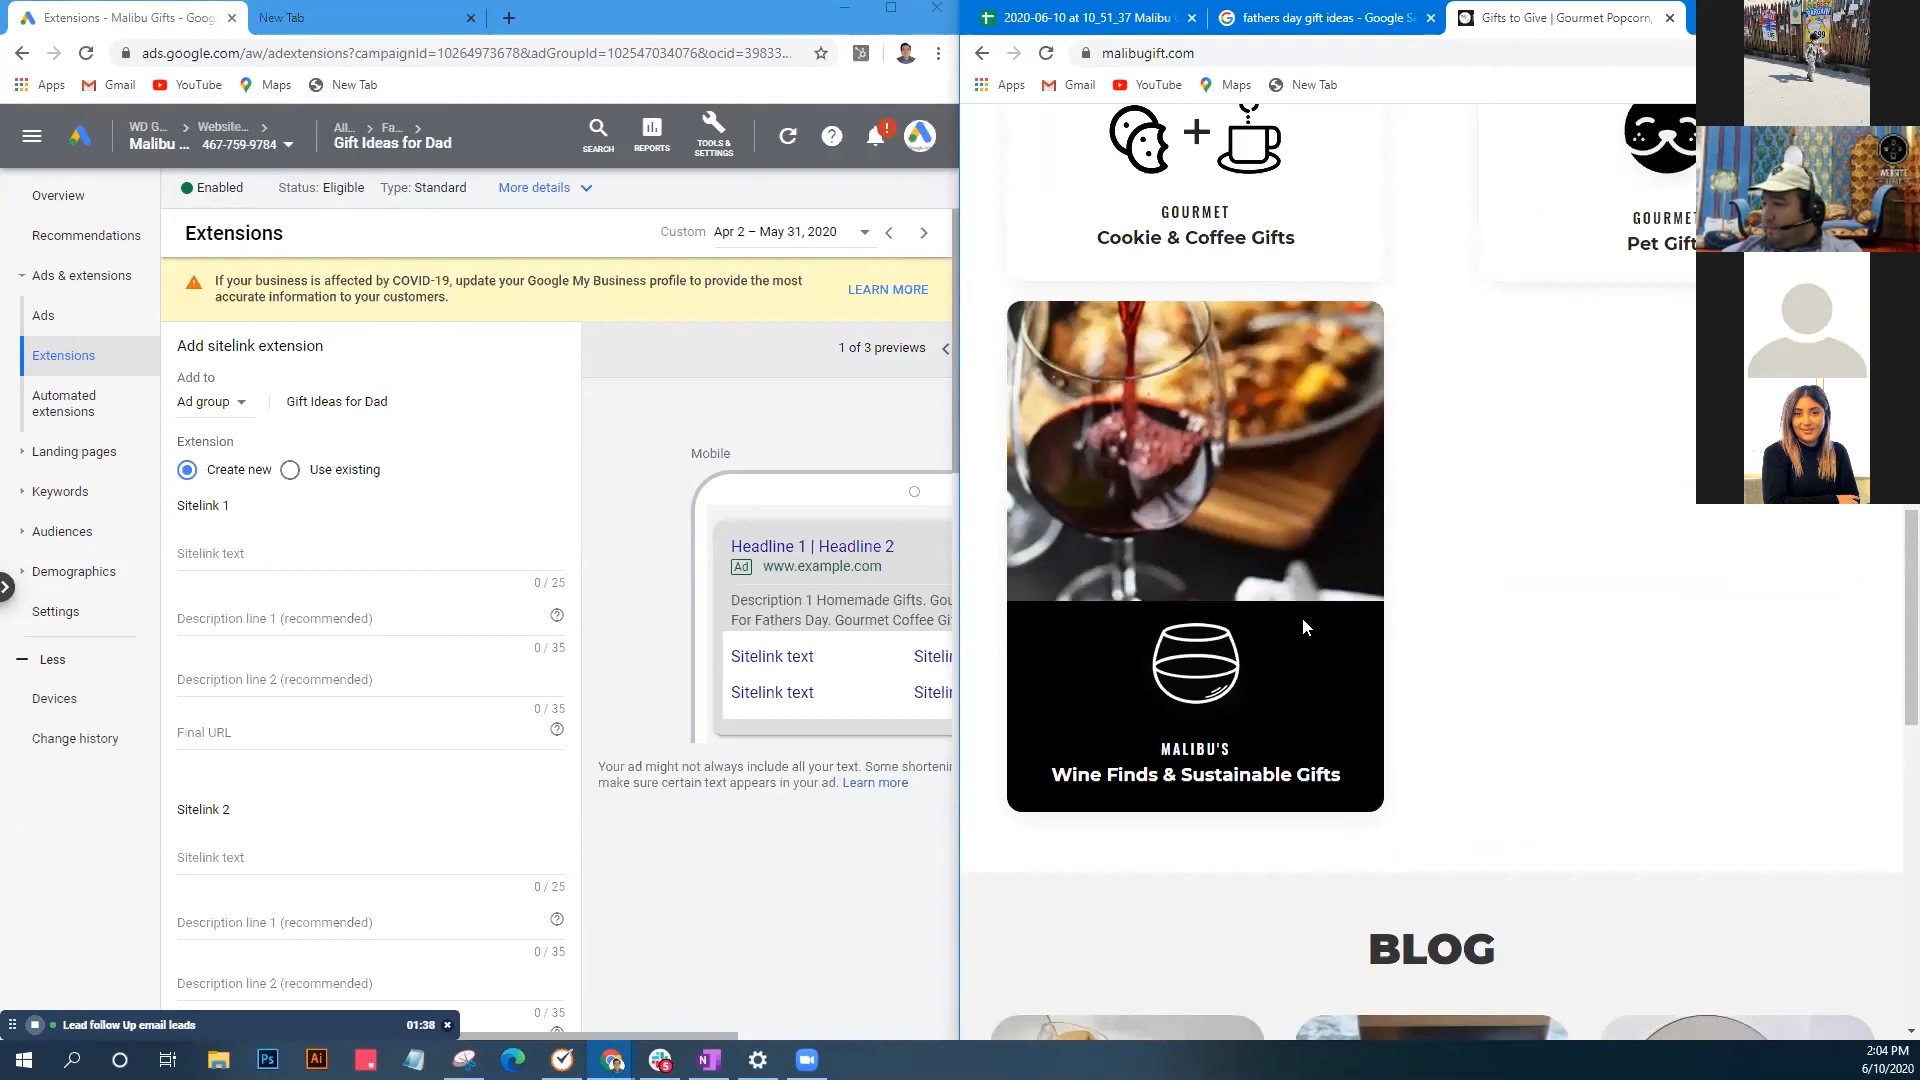 Extensions - Malibu Gifts - Goog
New Tab
ads.google.com/aw/adextensions?campaignId=10264973678&adGroupId=102547034076&ocid=39833...
Apps
Gmail
YouTube
Maps
New Tab
WD G...
Website...
Malibu ...
467-759-9784
All...
Fa...
Gift Ideas for Dad
SEARCH
REPORTS
TOOLS &
SETTINGS
Overview
Recommendations
Ads & extensions
Ads
Extensions
Automated
extensions
Landing pages
Keywords
Audiences
Demographics
Settings
Less
Devices
Change history
Enabled
Status: Eligible
Type: Standard
More details
Extensions
Custom
Apr 2 – May 31, 2020
If your business is affected by COVID-19, update your Google My Business profile to provide the most
accurate information to your customers.
LEARN MORE
Add sitelink extension
Add to
Ad group
Gift Ideas for Dad
Extension
Create new
Use existing
Sitelink 1
Sitelink text
0 / 25
Description line 1 (recommended)
0 / 35
Description line 2 (recommended)
0 / 35
Final URL
Sitelink 2
Sitelink text
0 / 25
Description line 1 (recommended)
0 / 35
Description line 2 (recommended)
0 / 35
1 of 3 previews
Mobile
Headline 1 | Headline 2
Ad
www.example.com
Description 1 Homemade Gifts. Gou
For Fathers Day. Gourmet Coffee Gi
Sitelink text
Sitelin
Sitelink text
Sitelin
Your ad might not always include all your text. Some shortenin
make sure certain text appears in your ad. Learn more
Lead follow Up email leads
01:38
2020-06-10 at 10_51_37 Malibu
fathers day gift ideas - Google Se
Gifts to Give | Gourmet Popcorn,
malibugift.com
Apps
Gmail
YouTube
Maps
New Tab
GOURMET
Cookie & Coffee Gifts
GOURMET
Pet Gift
MALIBU'S
Wine Finds & Sustainable Gifts
BLOG
WEBSITE
Ps
Ai
N
5
2:04 PM
6/10/2020